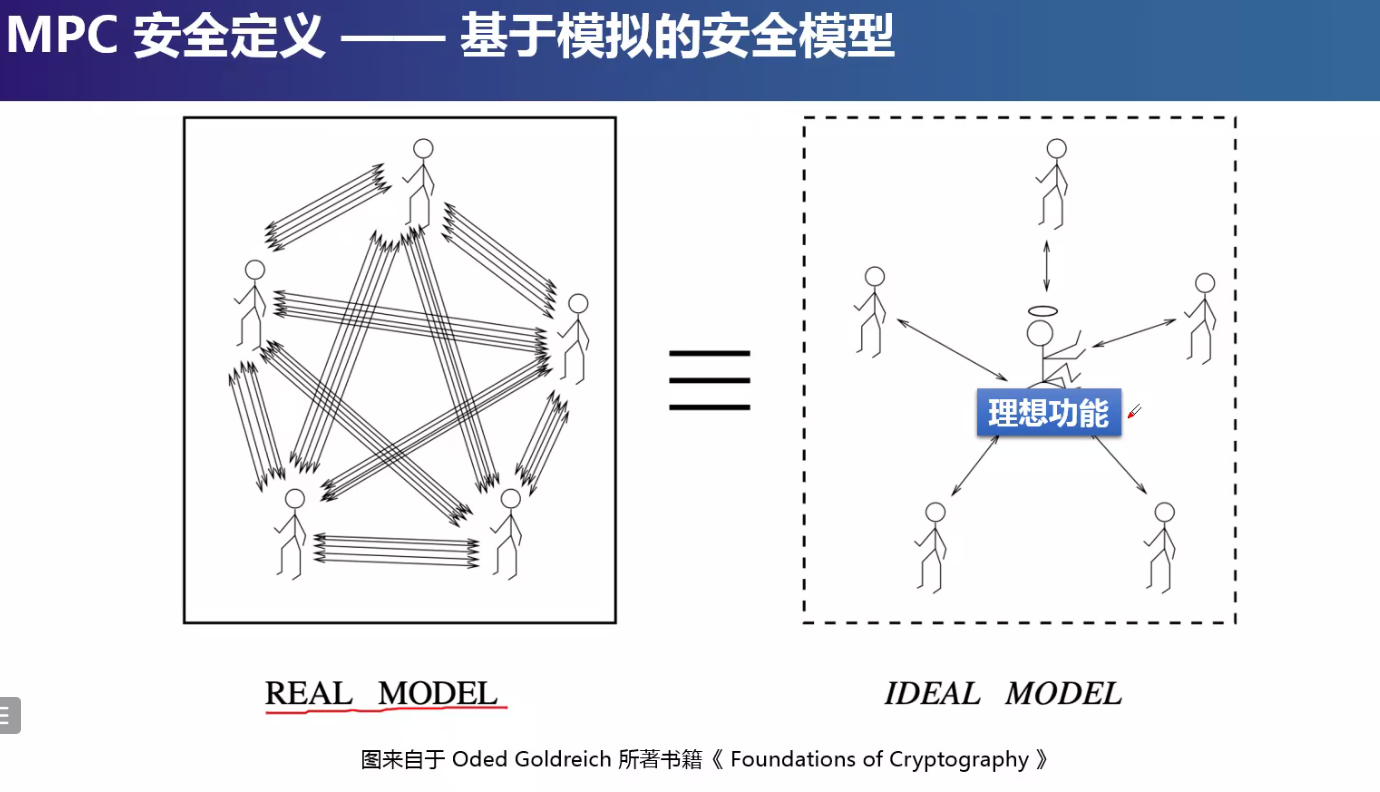 MPC 安全定义 —— 基于模拟的安全模型
理想功能
REAL MODEL
IDEAL MODEL
图来自于 Oded Goldreich 所著书籍《 Foundations of Cryptography 》